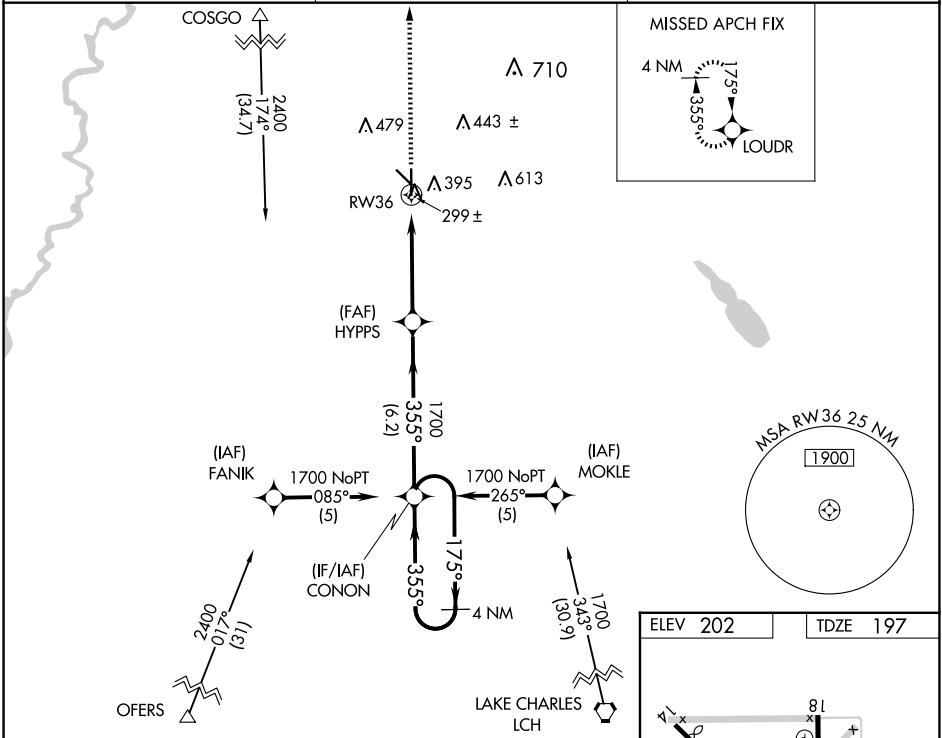 COSGO
2400
174°
(34.7)
710
479
443 ±
395
613
RW36
299 ±
MISSED APCH FIX
4 NM
355°
175°
LOUDR
(FAF)
HYPPS
1700
355°
(6.2)
(IAF)
FANIK
1700 NoPT
085°
(5)
1700 NoPT
265°
(5)
(IAF)
MOKLE
(IF/IAF)
CONON
355°
175°
4 NM
2400
017°
(31)
OFERS
1700
343°
(30.9)
LAKE CHARLES
LCH
MSA RW36 25 NM
1900
ELEV 202
TDZE 197
14
18